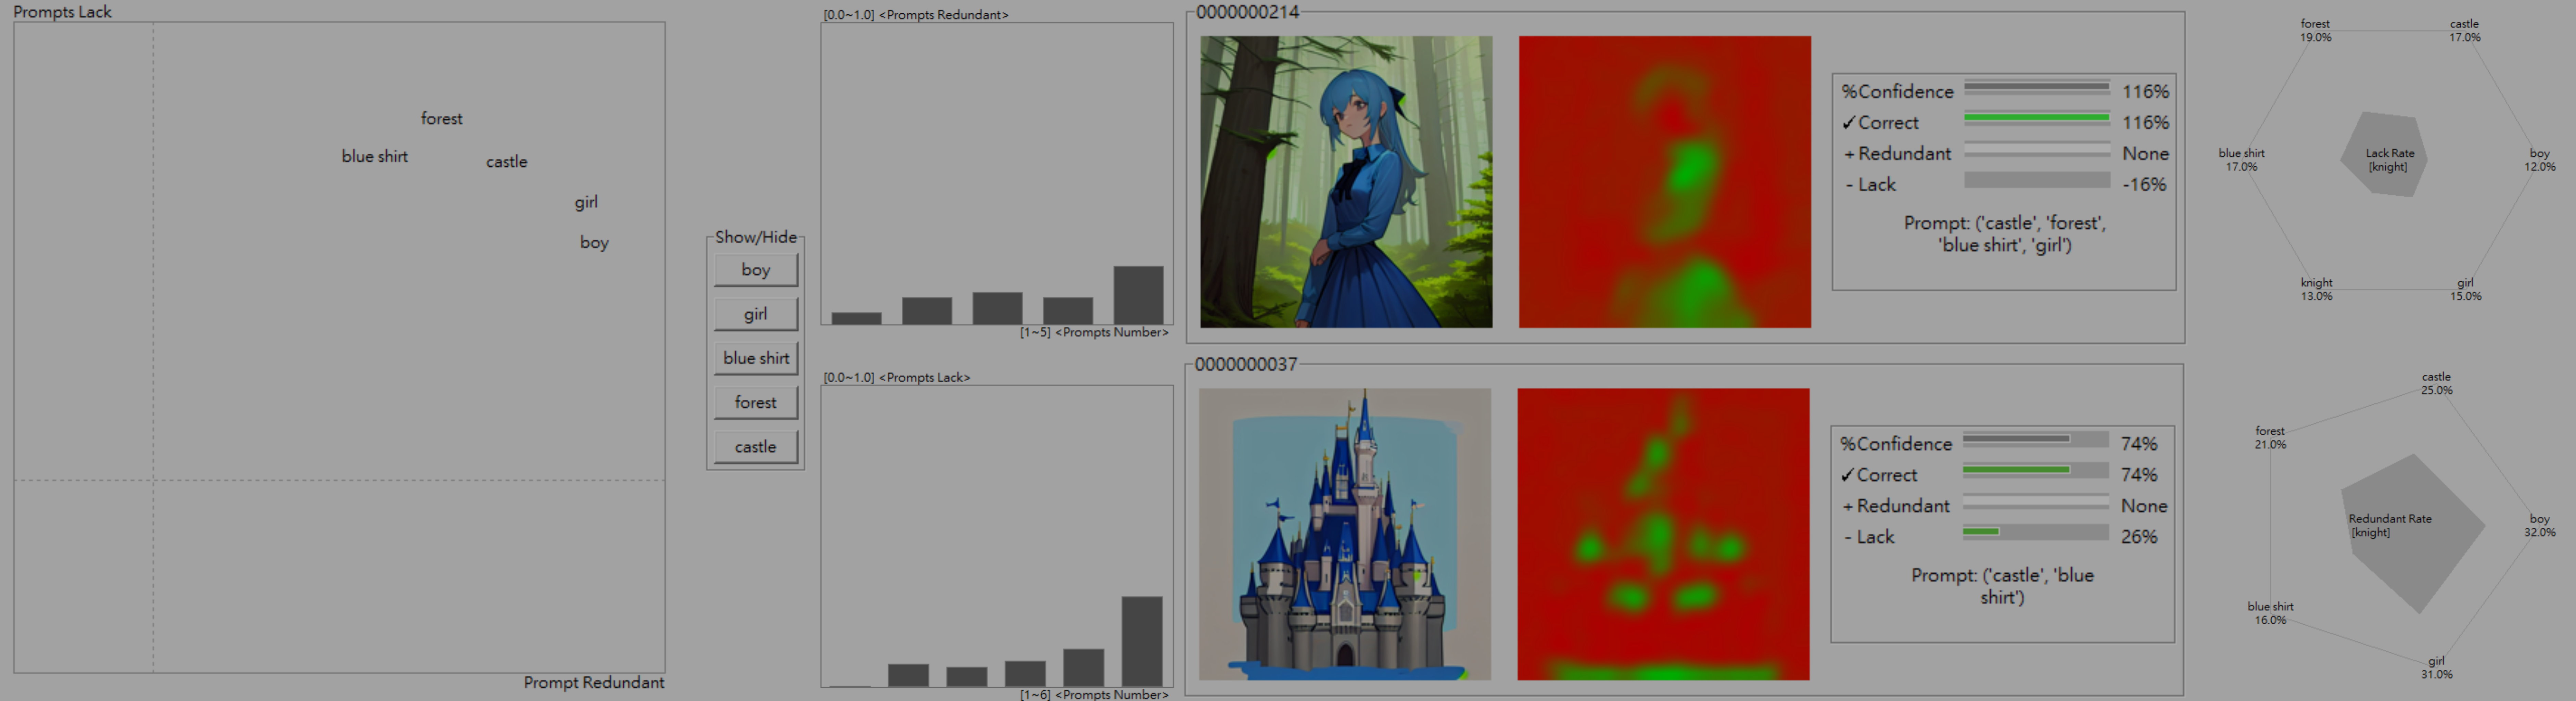 Prompts Lack
forest
blue shirt
castle
girl
boy
Prompt Redundant
Show/Hide
boy
girl
blue shirt
forest
castle
[0.0~1.0] <Prompts Redundant>
[1~5] <Prompts Number>
[0.0~1.0] <Prompts Lack>
[1~6] <Prompts Number>
0000000214
%Confidence 116%
✓Correct 116%
+Redundant None
- Lack -16%
Prompt: ('castle', 'forest',
'blue shirt', 'girl')
0000000037
%Confidence 74%
✓Correct 74%
+Redundant None
- Lack 26%
Prompt: ('castle', 'blue
shirt')
forest
19.0%
castle
17.0%
blue shirt
17.0%
Lack Rate
[knight]
boy
12.0%
knight
13.0%
girl
15.0%
castle
25.0%
forest
21.0%
Redundant Rate
[knight]
boy
32.0%
blue shirt
16.0%
girl
31.0%